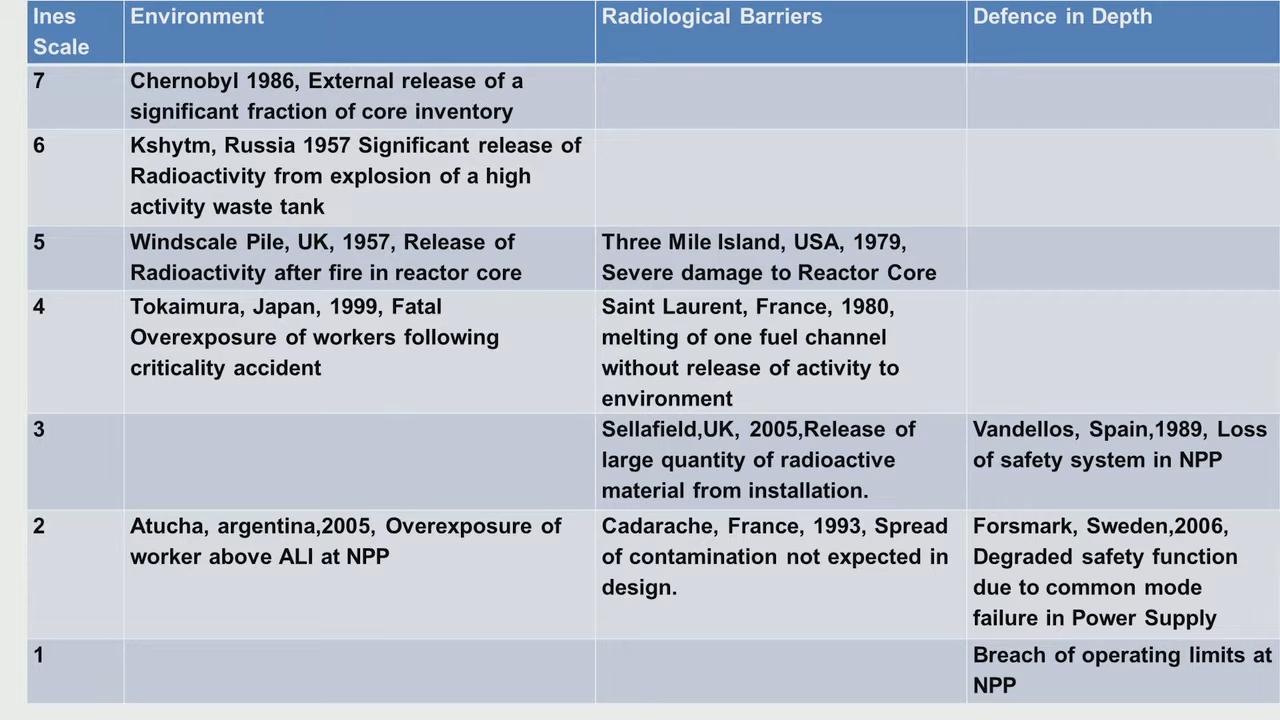 Ines Scale | Environment | Radiological Barriers | Defence in Depth
7 | Chernobyl 1986, External release of a significant fraction of core inventory | |
6 | Kshytm, Russia 1957 Significant release of Radioactivity from explosion of a high activity waste tank | |
5 | Windscale Pile, UK, 1957, Release of Radioactivity after fire in reactor core | Three Mile Island, USA, 1979, Severe damage to Reactor Core |
4 | Tokaimura, Japan, 1999, Fatal Overexposure of workers following criticality accident | Saint Laurent, France, 1980, melting of one fuel channel without release of activity to environment |
3 | | Sellafield,UK, 2005,Release of large quantity of radioactive material from installation. | Vandellos, Spain,1989, Loss of safety system in NPP
2 | Atucha, argentina,2005, Overexposure of worker above ALI at NPP | Cadarache, France, 1993, Spread of contamination not expected in design. | Forsmark, Sweden,2006, Degraded safety function due to common mode failure in Power Supply
1 | | | Breach of operating limits at NPP